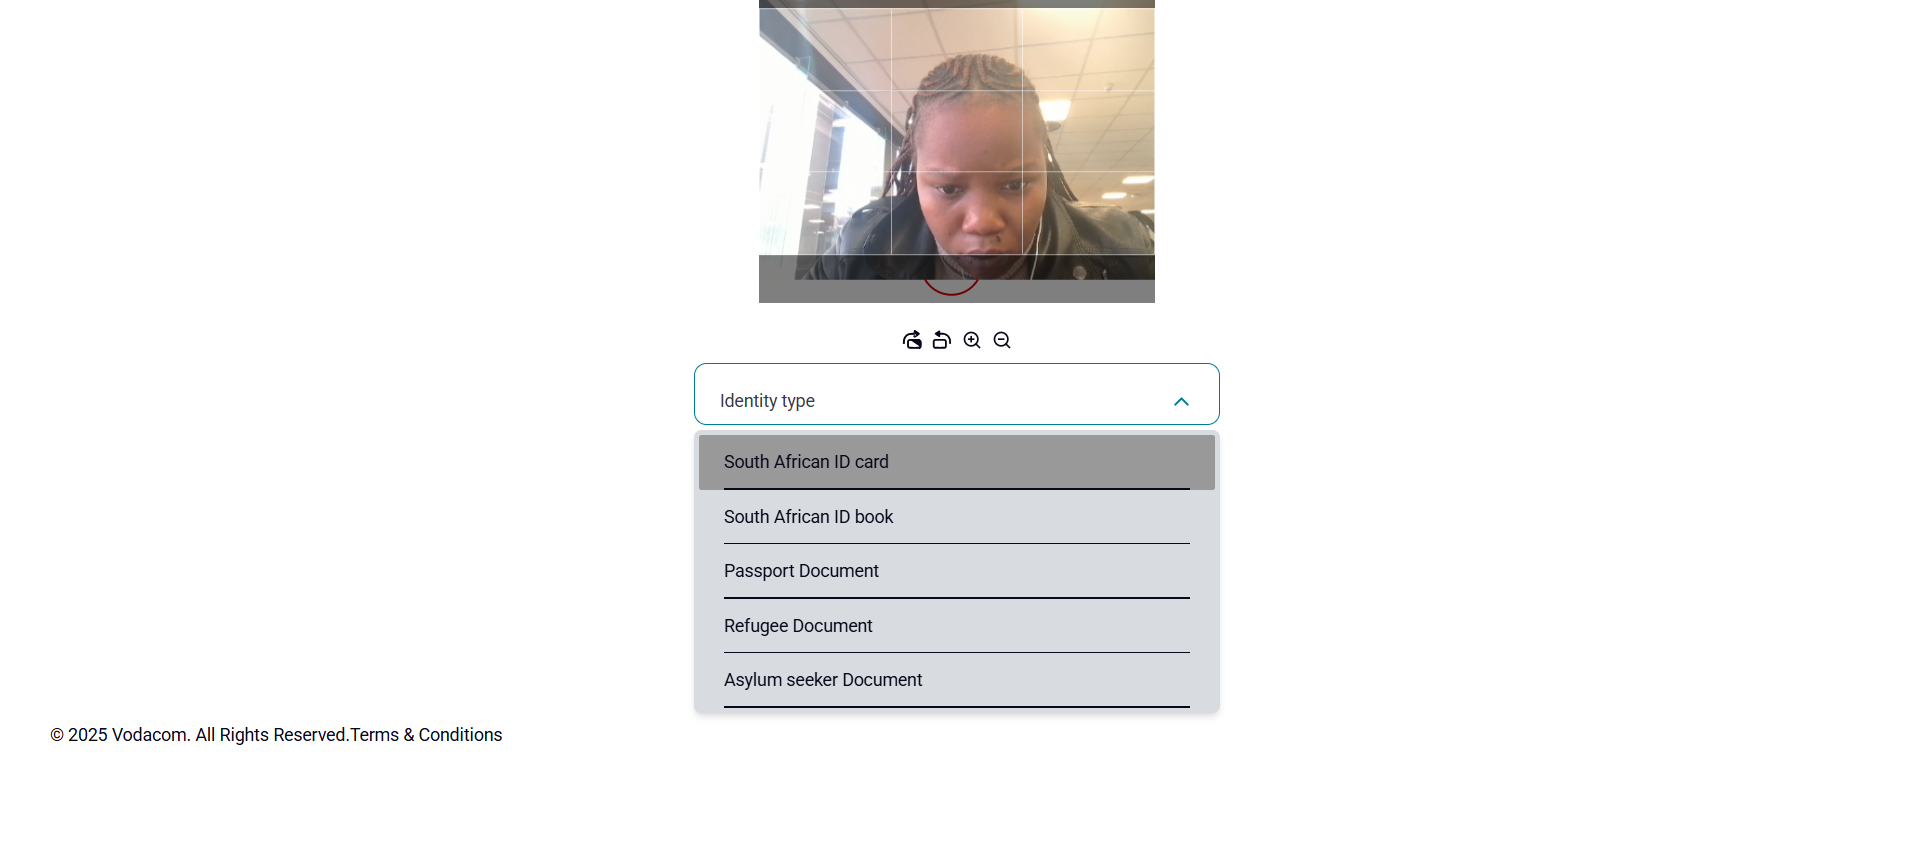 Identity type
South African ID card
South African ID book
Passport Document
Refugee Document
Asylum seeker Document
© 2025 Vodacom. All Rights Reserved.Terms & Conditions